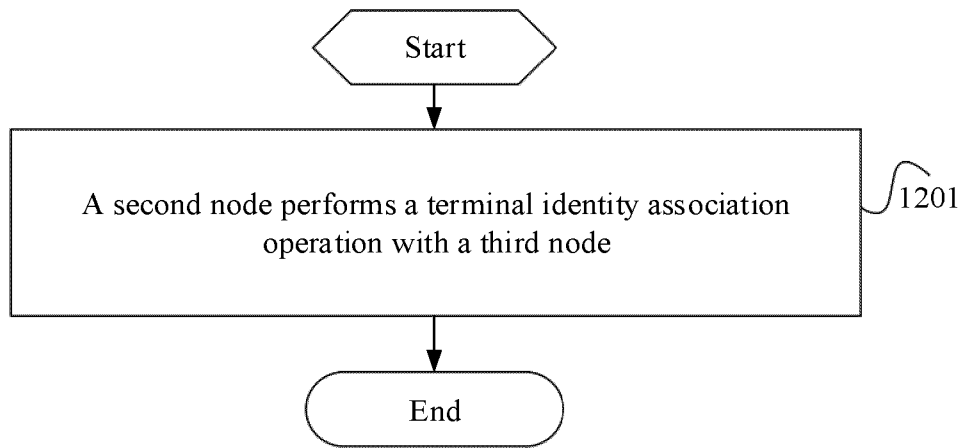 Start
A second node performs a terminal identity association
operation with a third node
1201
End